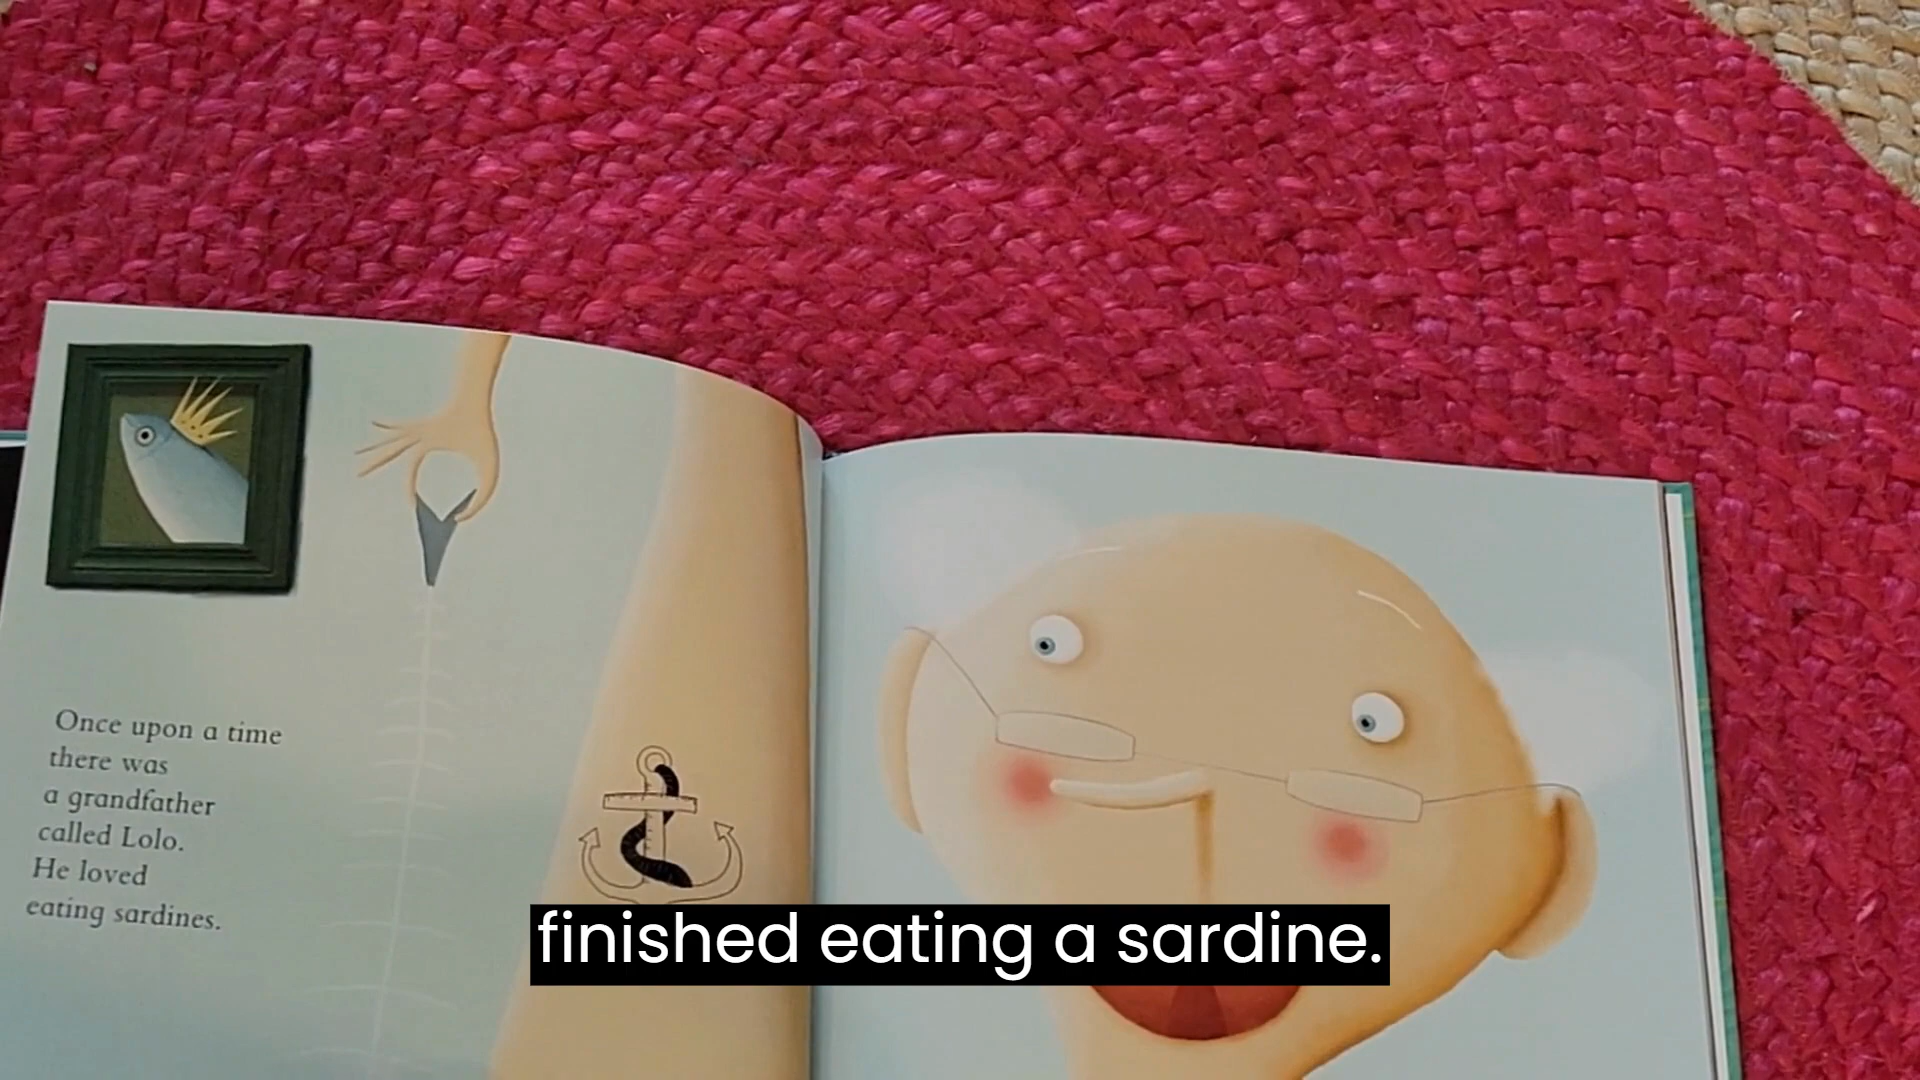 Once upon a time
there was
a grandfather
called Lolo.
He loved
eating sardines.
finished eating a sardine.